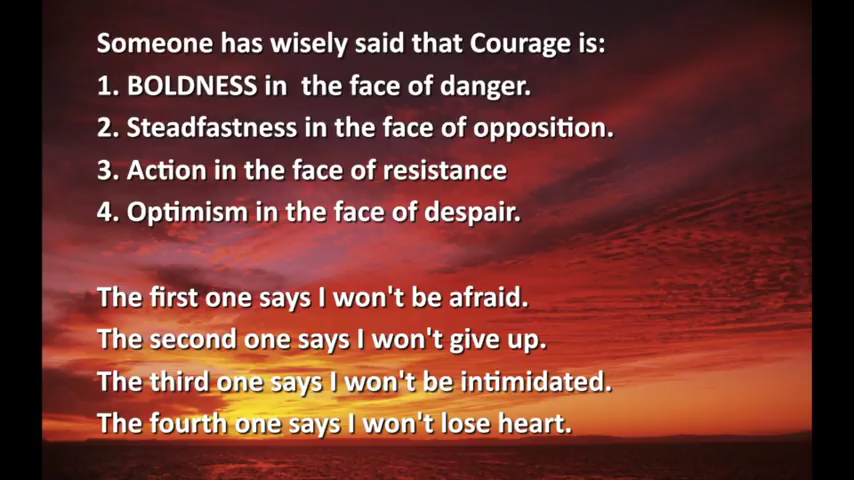 Someone has wisely said that Courage is:
1. BOLDNESS in  the face of danger.
2. Steadfastness in the face of opposition.
3. Action in the face of resistance
4. Optimism in the face of despair.
The first one says I won't be afraid.
The second one says I won't give up.
The third one says I won't be intimidated.
The fourth one says I won't lose heart.